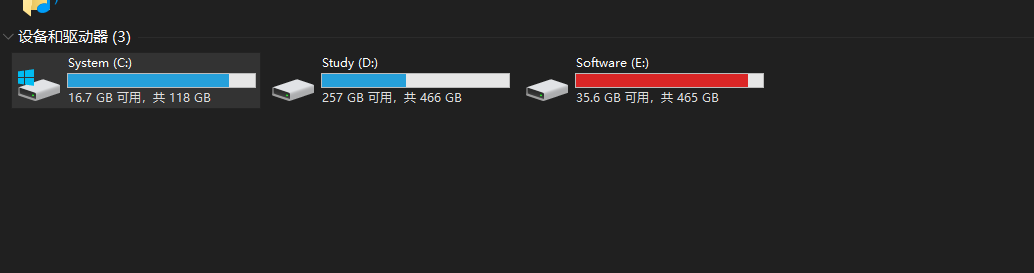 设备和驱动器 (3)
System (C:)
16.7 GB 可用，共 118 GB
Study (D:)
257 GB 可用，共 466 GB
Software (E:)
35.6 GB 可用，共 465 GB